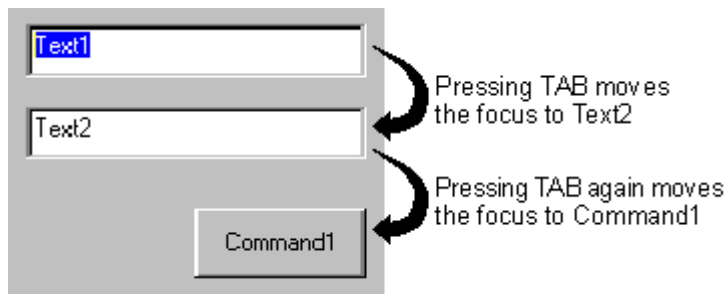 Text1
Pressing TAB moves
the focus to Text2
Text2
Pressing TAB again moves
the focus to Command1
Command1